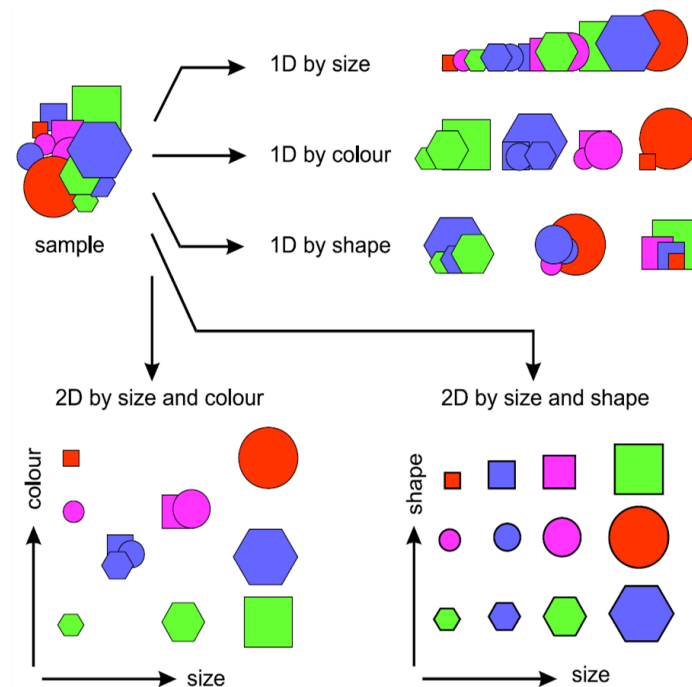 1D by size
1D by colour
sample
1D by shape
2D by size and colour
2D by size and shape
colour
shape
size
size